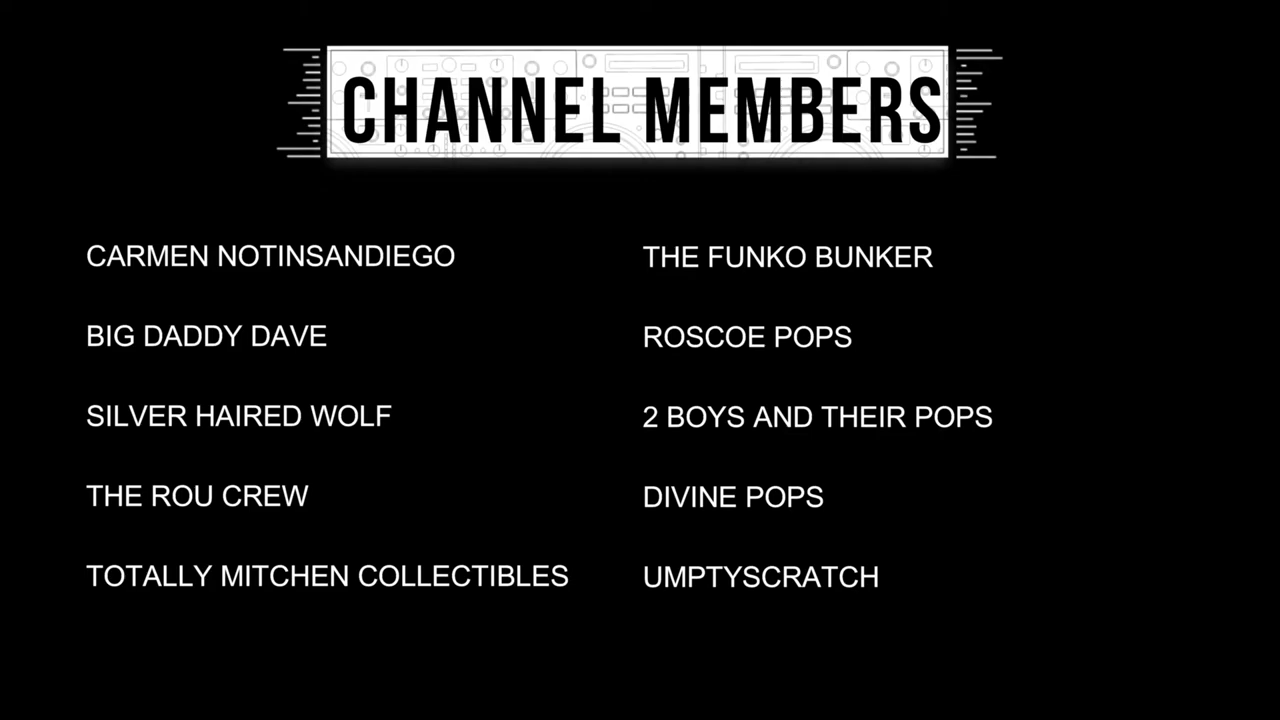 CHANNEL MEMBERS
CARMEN NOTINSANDIEGO
BIG DADDY DAVE
SILVER HAIRED WOLF
THE ROU CREW
TOTALLY MITCHEN COLLECTIBLES
THE FUNKO BUNKER
ROSCOE POPS
2 BOYS AND THEIR POPS
DIVINE POPS
UMPTYSCRATCH